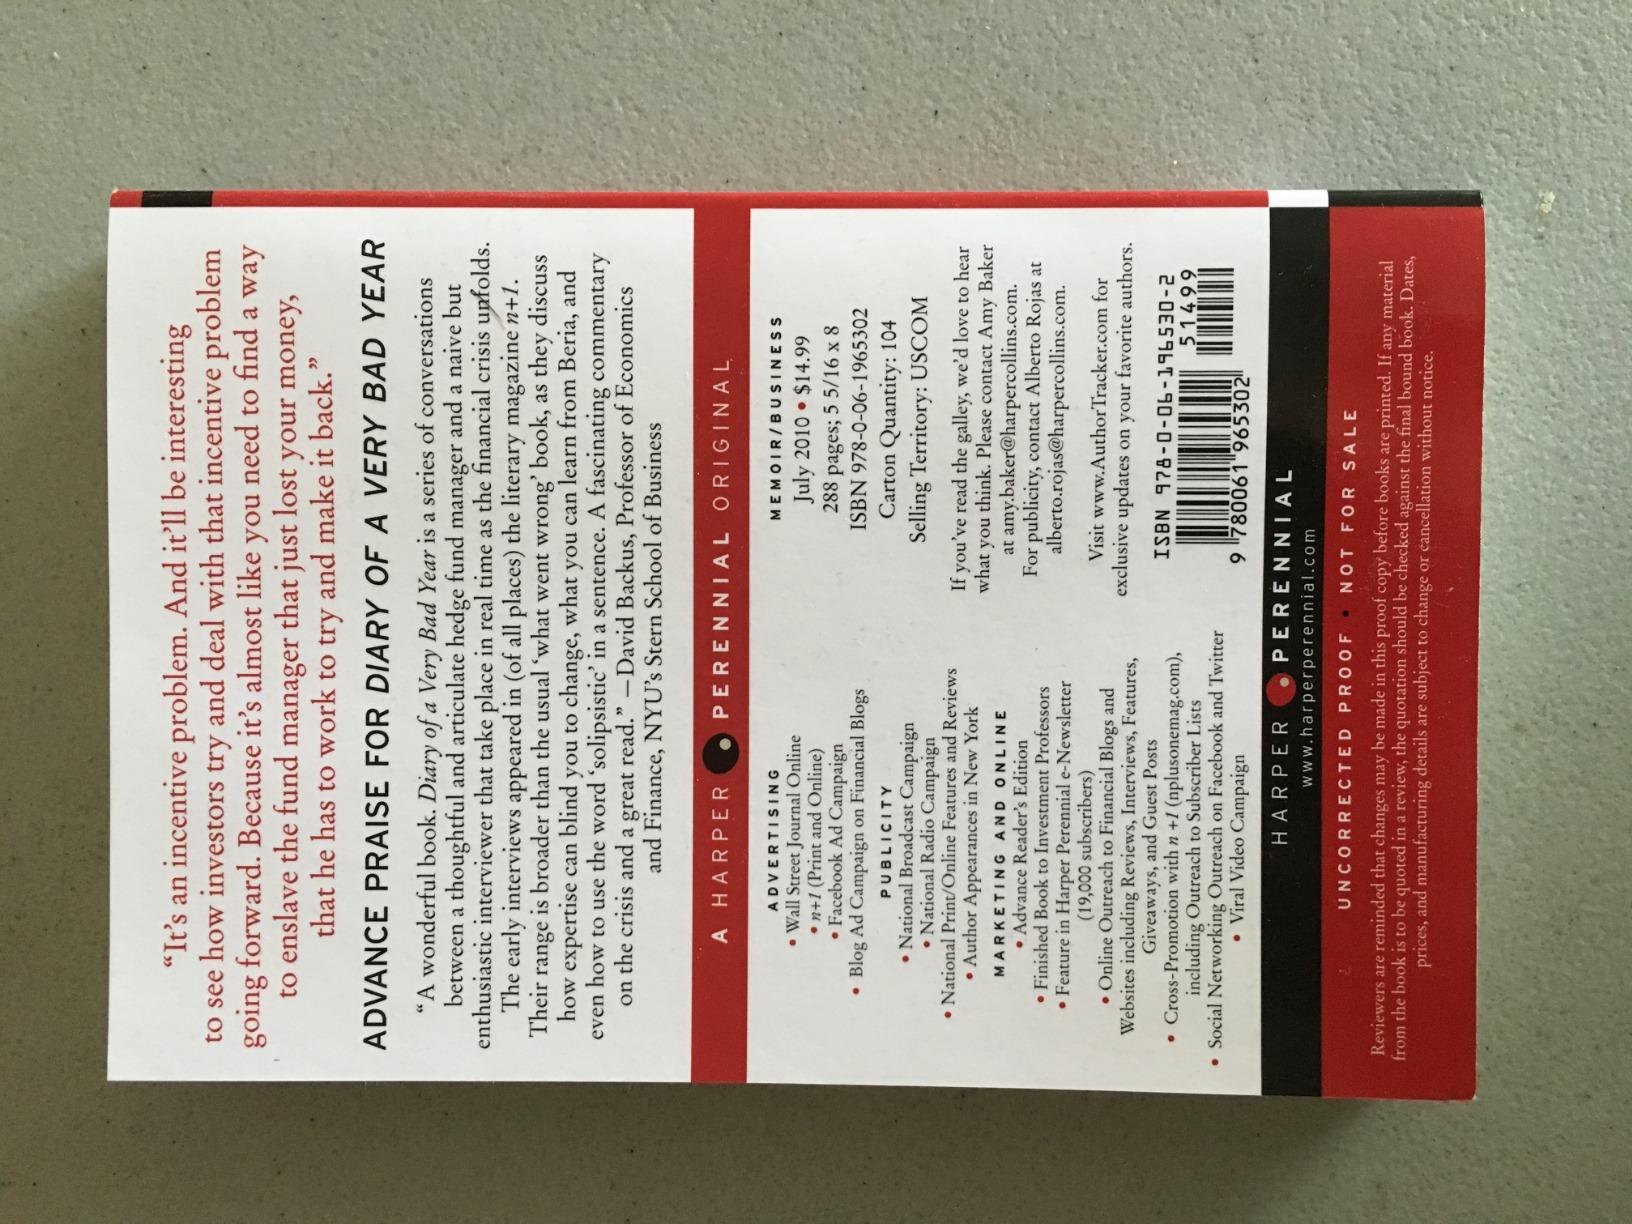 “It’s an incentive problem. And it’ll be interesting
to see how investors try and deal with that incentive problem
going forward. Because it’s almost like you need to find a way
to enslave the fund manager that just lost your money,
that he has to work to try and make it back.”
ADVANCE PRAISE FOR DIARY OF A VERY BAD YEAR
“A wonderful book. Diary of a Very Bad Year is a series of conversations
between a thoughtful and articulate hedge fund manager and a naive but
enthusiastic interviewer that take place in real time as the financial crisis unfolds.
The early interviews appeared in (of all places) the literary magazine n+1.
Their range is broader than the usual ‘what went wrong’ book, as they discuss
how expertise can blind you to change, what you can learn from Beria, and
even how to use the word ‘solipsistic’ in a sentence. A fascinating commentary
on the crisis and a great read.” —David Backus, Professor of Economics
and Finance, NYU’s Stern School of Business
A HARPER PERENNIAL ORIGINAL
ADVERTISING
• Wall Street Journal Online
• n+1 (Print and Online)
• Facebook Ad Campaign
• Blog Ad Campaign on Financial Blogs
PUBLICITY
• National Broadcast Campaign
• National Radio Campaign
• National Print/Online Features and Reviews
• Author Appearances in New York
MARKETING AND ONLINE
• Advance Reader’s Edition
• Finished Book to Investment Professors
• Feature in Harper Perennial e-Newsletter
(19,000 subscribers)
• Online Outreach to Financial Blogs and
Websites including Reviews, Interviews, Features,
Giveaways, and Guest Posts
• Cross-Promotion with n +1 (nplusonemag.com),
including Outreach to Subscriber Lists
• Social Networking Outreach on Facebook and Twitter
• Viral Video Campaign
MEMOIR/BUSINESS
July 2010 • $14.99
288 pages; 5 5/16 x 8
ISBN 978-0-06-1965302
Carton Quantity: 104
Selling Territory: USCOM
If you’ve read the galley, we’d love to hear
what you think. Please contact Amy Baker
at amy.baker@harpercollins.com.
For publicity, contact Alberto Rojas at
alberto.rojas@harpercollins.com.
Visit www.AuthorTracker.com for
exclusive updates on your favorite authors.
ISBN 978-0-06-196530-2
51499
9 780061 965302
HARPER PERENNIAL
www.harperperennial.com
UNCORRECTED PROOF • NOT FOR SALE
Reviewers are reminded that changes may be made in this proof copy before books are printed. If any material
from the book is to be quoted in a review, the quotation should be checked against the final bound book. Dates,
prices, and manufacturing details are subject to change or cancellation without notice.